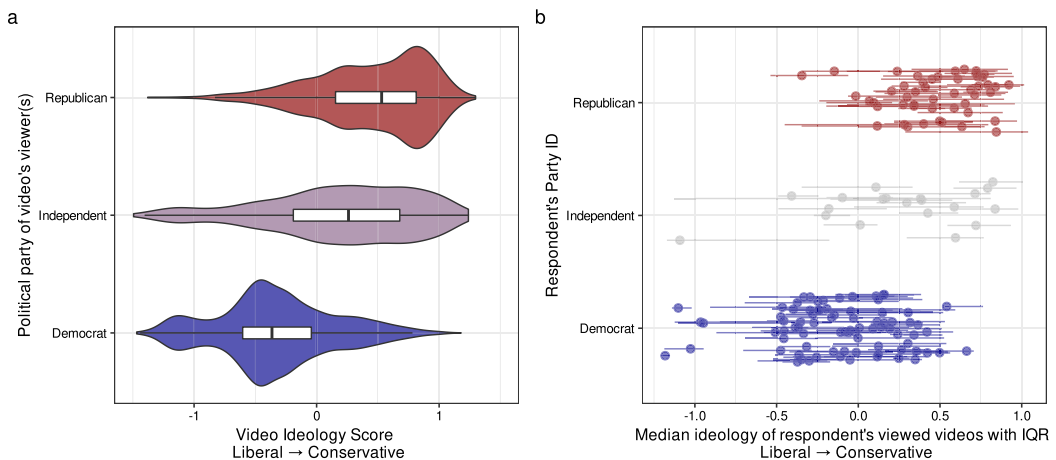 a
Political party of video's viewer(s)
Republican
Independent
Democrat
-1
0
1
Video Ideology Score
Liberal → Conservative
b
Respondent's Party ID
Republican
Independent
Democrat
-1.0
-0.5
0.0
0.5
1.0
Median ideology of respondent's viewed videos with IQR
Liberal → Conservative